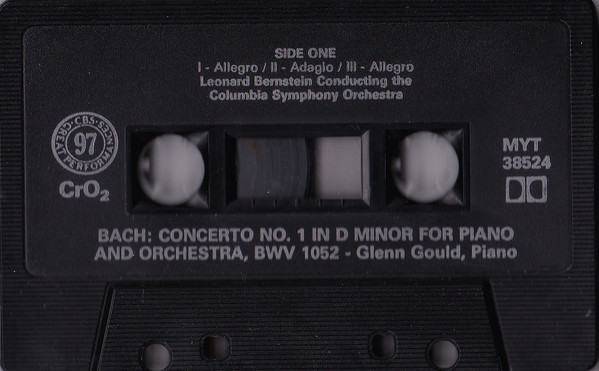 SIDE ONE
I - Allegro / II - Adagio / III - Allegro
Leonard Bernstein Conducting the
Columbia Symphony Orchestra
·CBS·
97
GREAT PERFORMANCES
CrO₂
MYT
38524
BACH: CONCERTO NO. 1 IN D MINOR FOR PIANO
AND ORCHESTRA, BWV 1052 - Glenn Gould, Piano